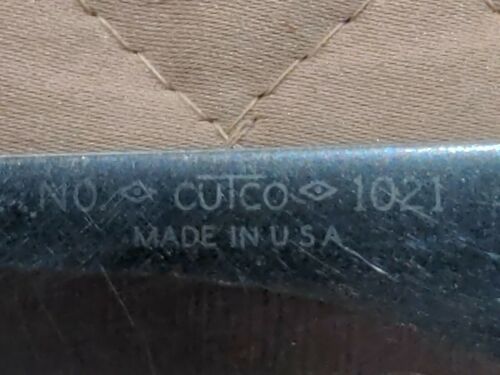 NO CUTCO 1021
MADE IN U.S.A